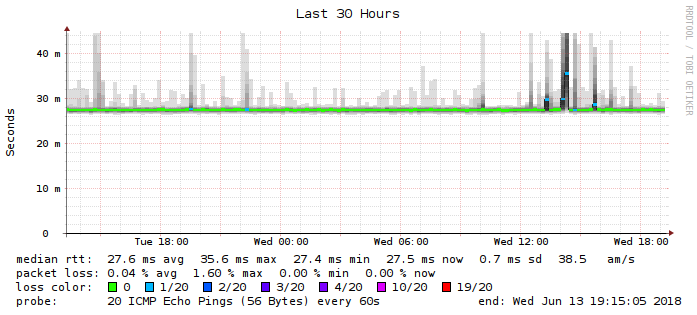 Last 30 Hours
RRDTOOL / TOBI OETIKER
Seconds
40 m
30 m
20 m
10 m
0
Tue 18:00 Wed 00:00 Wed 06:00 Wed 12:00 Wed 18:00
median rtt: 27.6 ms avg 35.6 ms max 27.4 ms min 27.5 ms now 0.7 ms sd 38.5 am/s
packet loss: 0.04 % avg 1.60 % max 0.00 % min 0.00 % now
loss color: 0 1/20 2/20 3/20 4/20 10/20 19/20
probe: 20 ICMP Echo Pings (56 Bytes) every 60s end: Wed Jun 13 19:15:05 2018